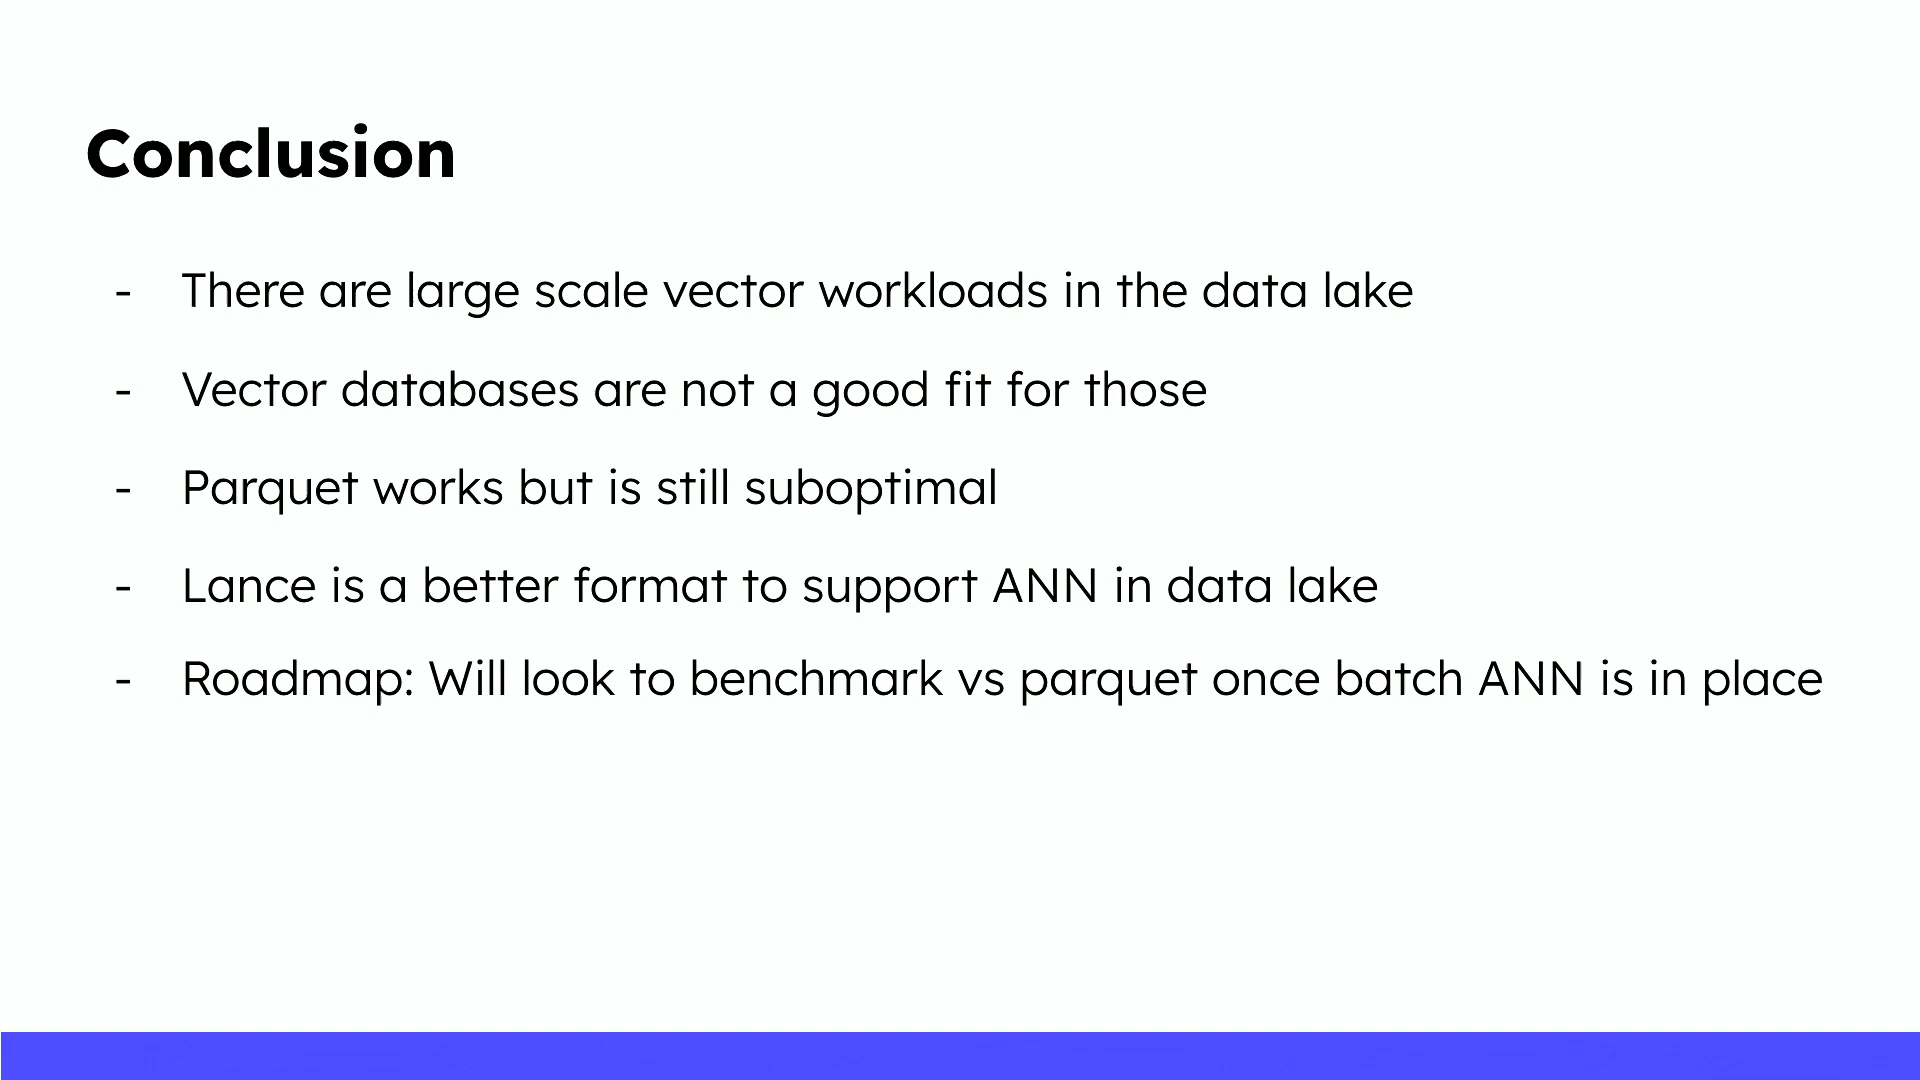 Conclusion
- There are large scale vector workloads in the data lake
- Vector databases are not a good fit for those
- Parquet works but is still suboptimal
- Lance is a better format to support ANN in data lake
- Roadmap: Will look to benchmark vs parquet once batch ANN is in place